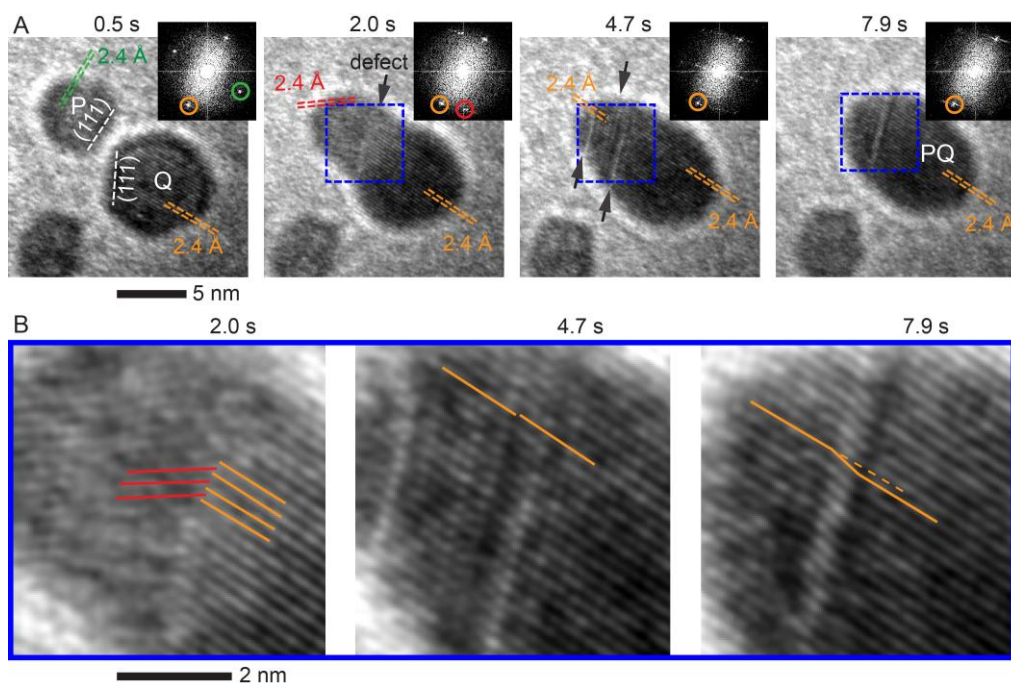 A
0.5 s
2.0 s
4.7 s
7.9 s
2.4 Å
P
(111)
(111)
Q
2.4 Å
5 nm
2.4 Å
defect
2.4 Å
2.4 Å
2.4 Å
PQ
2.4 Å
B
2.0 s
4.7 s
7.9 s
2 nm